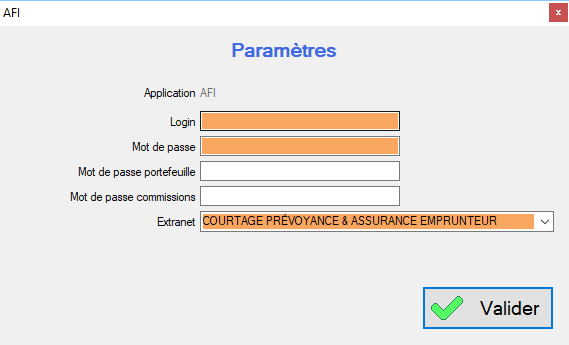 AFI
Paramètres
Application AFI
Login
Mot de passe
Mot de passe portefeuille
Mot de passe commissions
Extranet COURTAGE PRÉVOYANCE & ASSURANCE EMPRUNTEUR
Valider